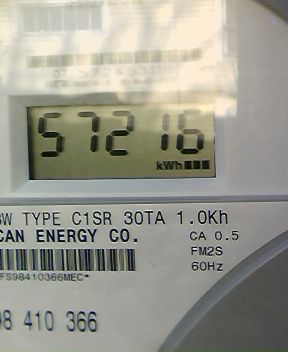 57216
kWh
W TYPE C1SR 30TA 1.0Kh
CAN ENERGY CO.
CA 0.5
FM2S
60Hz
FS98410366MEC*
98 410 366